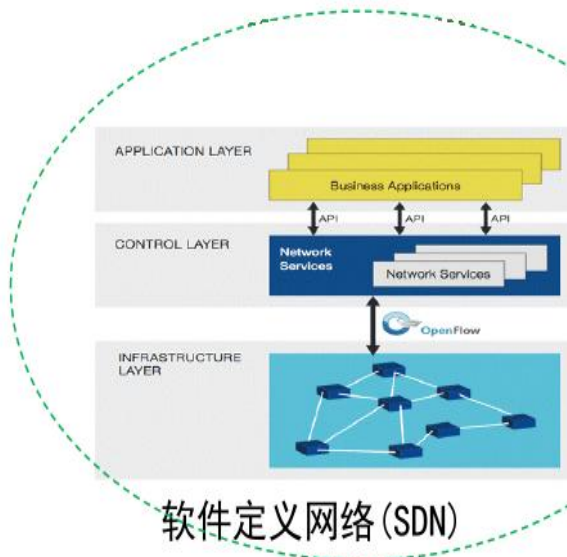 APPLICATION LAYER
Business Applications
API
API
API
CONTROL LAYER
Network
Services
Network Services
OpenFlow
INFRASTRUCTURE
LAYER
软件定义网络(SDN)